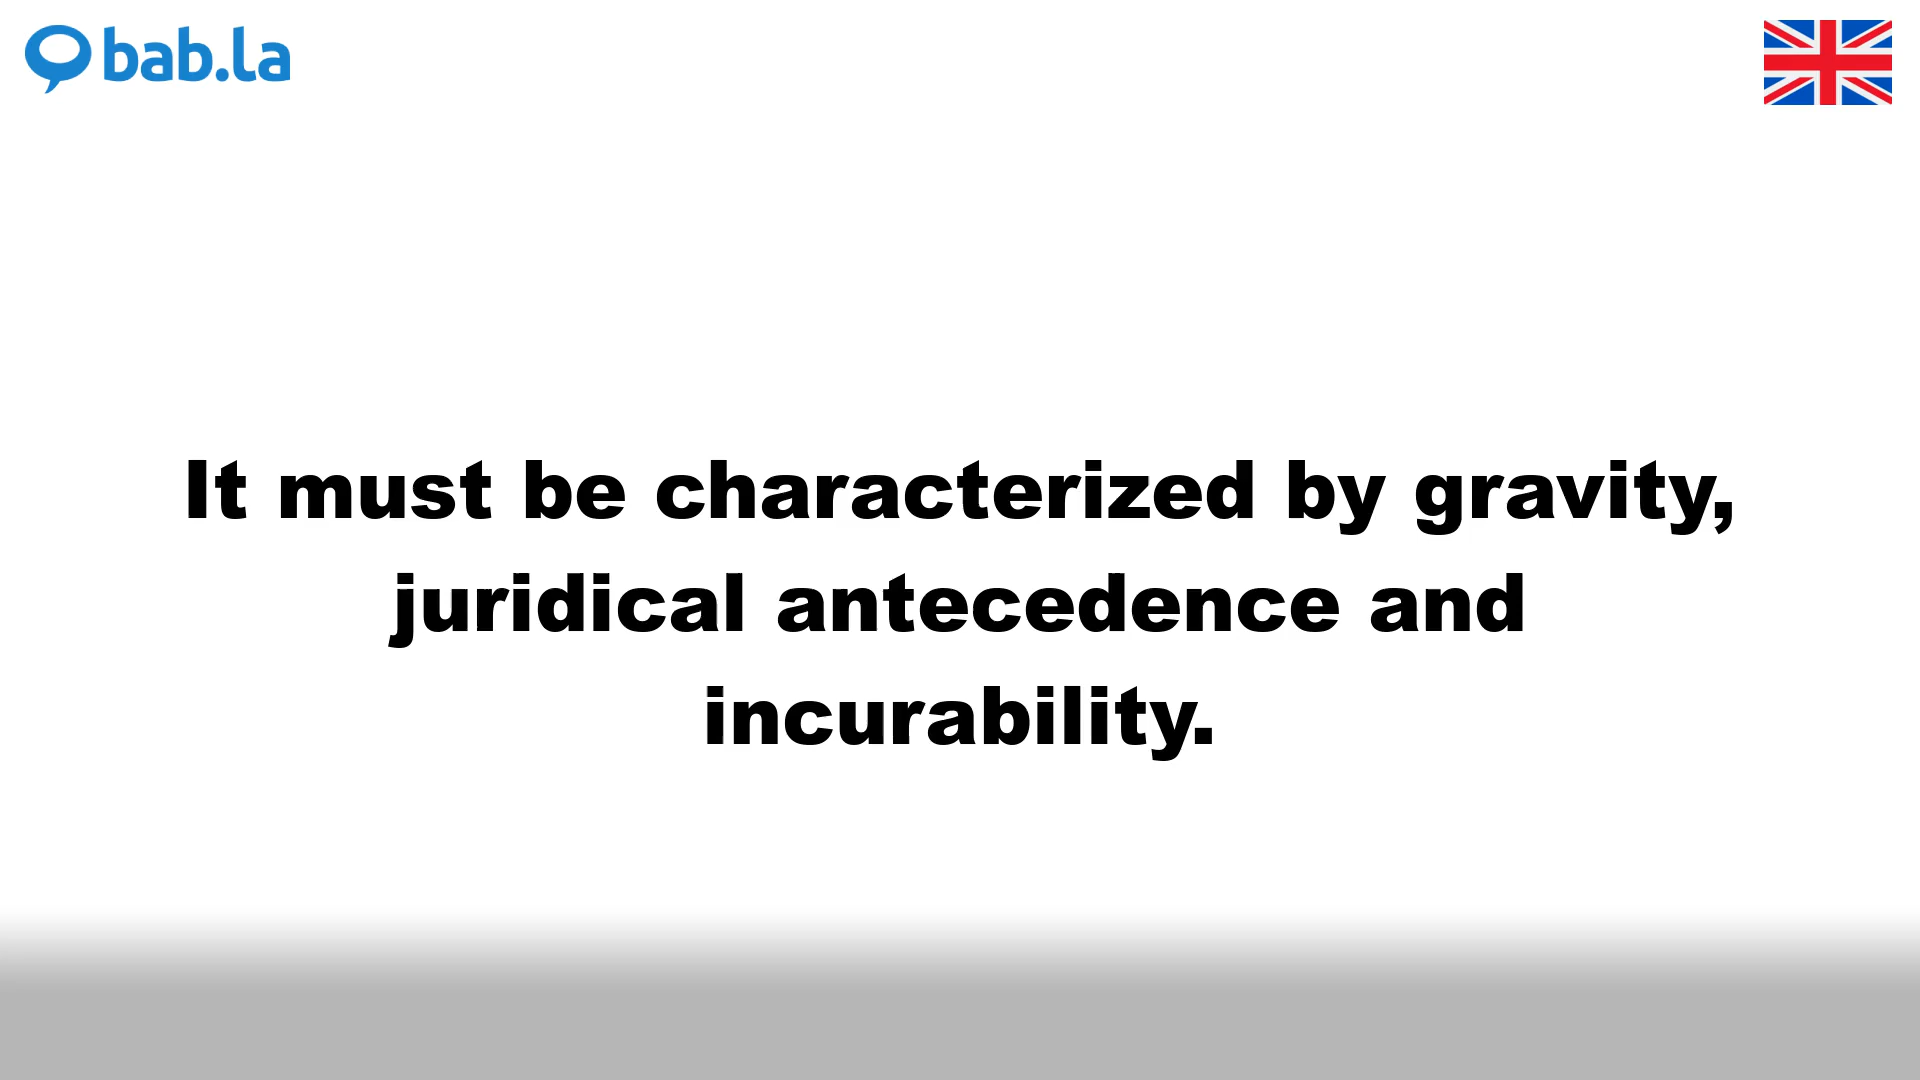 bab.la
It must be characterized by gravity,
juridical antecedence and
incurability.